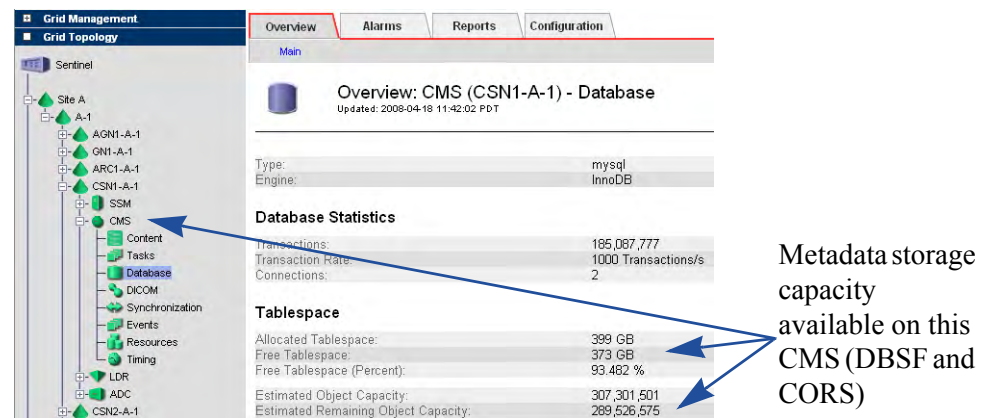 Grid Management
Grid Topology
Sentinel
Site A
A-1
AGN1-A-1
GN1-A-1
ARC1-A-1
CSN1-A-1
SSM
CMS
Content
Tasks
Database
DICOM
Synchronization
Events
Resources
Timing
LDR
ADC
CSN2-A-1
Overview Alarms Reports Configuration
Main
Overview: CMS (CSN1-A-1) - Database
Updated: 2008-04-18 11:42:02 PDT
Type: mysql
Engine: InnoDB
Database Statistics
Transactions: 185,087,777
Transaction Rate: 1000 Transactions/s
Connections: 2
Tablespace
Allocated Tablespace: 399 GB
Free Tablespace: 373 GB
Free Tablespace (Percent): 93.482 %
Estimated Object Capacity: 307,301,501
Estimated Remaining Object Capacity: 289,526,575
Metadata storage
capacity
available on this
CMS (DBSF and
CORS)